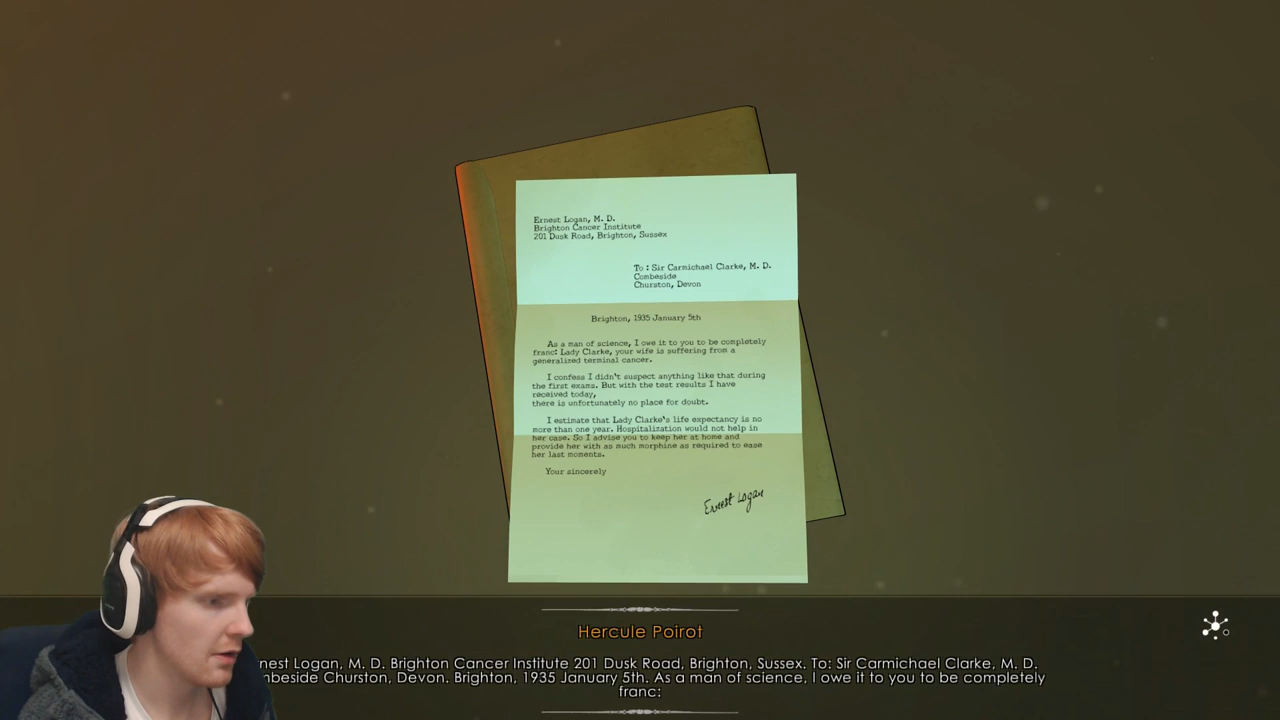 Ernest Logan, M. D.
Brighton Cancer Institute
201 Dusk Road, Brighton, Sussex
To : Sir Carmichael Clarke, M. D.
Combeside
Churston, Devon
Brighton, 1935 January 5th
As a man of science, I owe it to you to be completely
franc: Lady Clarke, your wife is suffering from a
generalized terminal cancer.
I confess I didn't suspect anything like that during
the first exams. But with the test results I have
received today,
there is unfortunately no place for doubt.
I estimate that Lady Clarke's life expectancy is no
more than one year. Hospitalization would not help in
her case. So I advise you to keep her at home and
provide her with as much morphine as required to ease
her last moments.
Your sincerely
Ernest Logan
Hercule Poirot
nest Logan, M. D. Brighton Cancer Institute 201 Dusk Road, Brighton, Sussex. To: Sir Carmichael Clarke, M. D.
mbeside Churston, Devon. Brighton, 1935 January 5th. As a man of science, I owe it to you to be completely
franc: